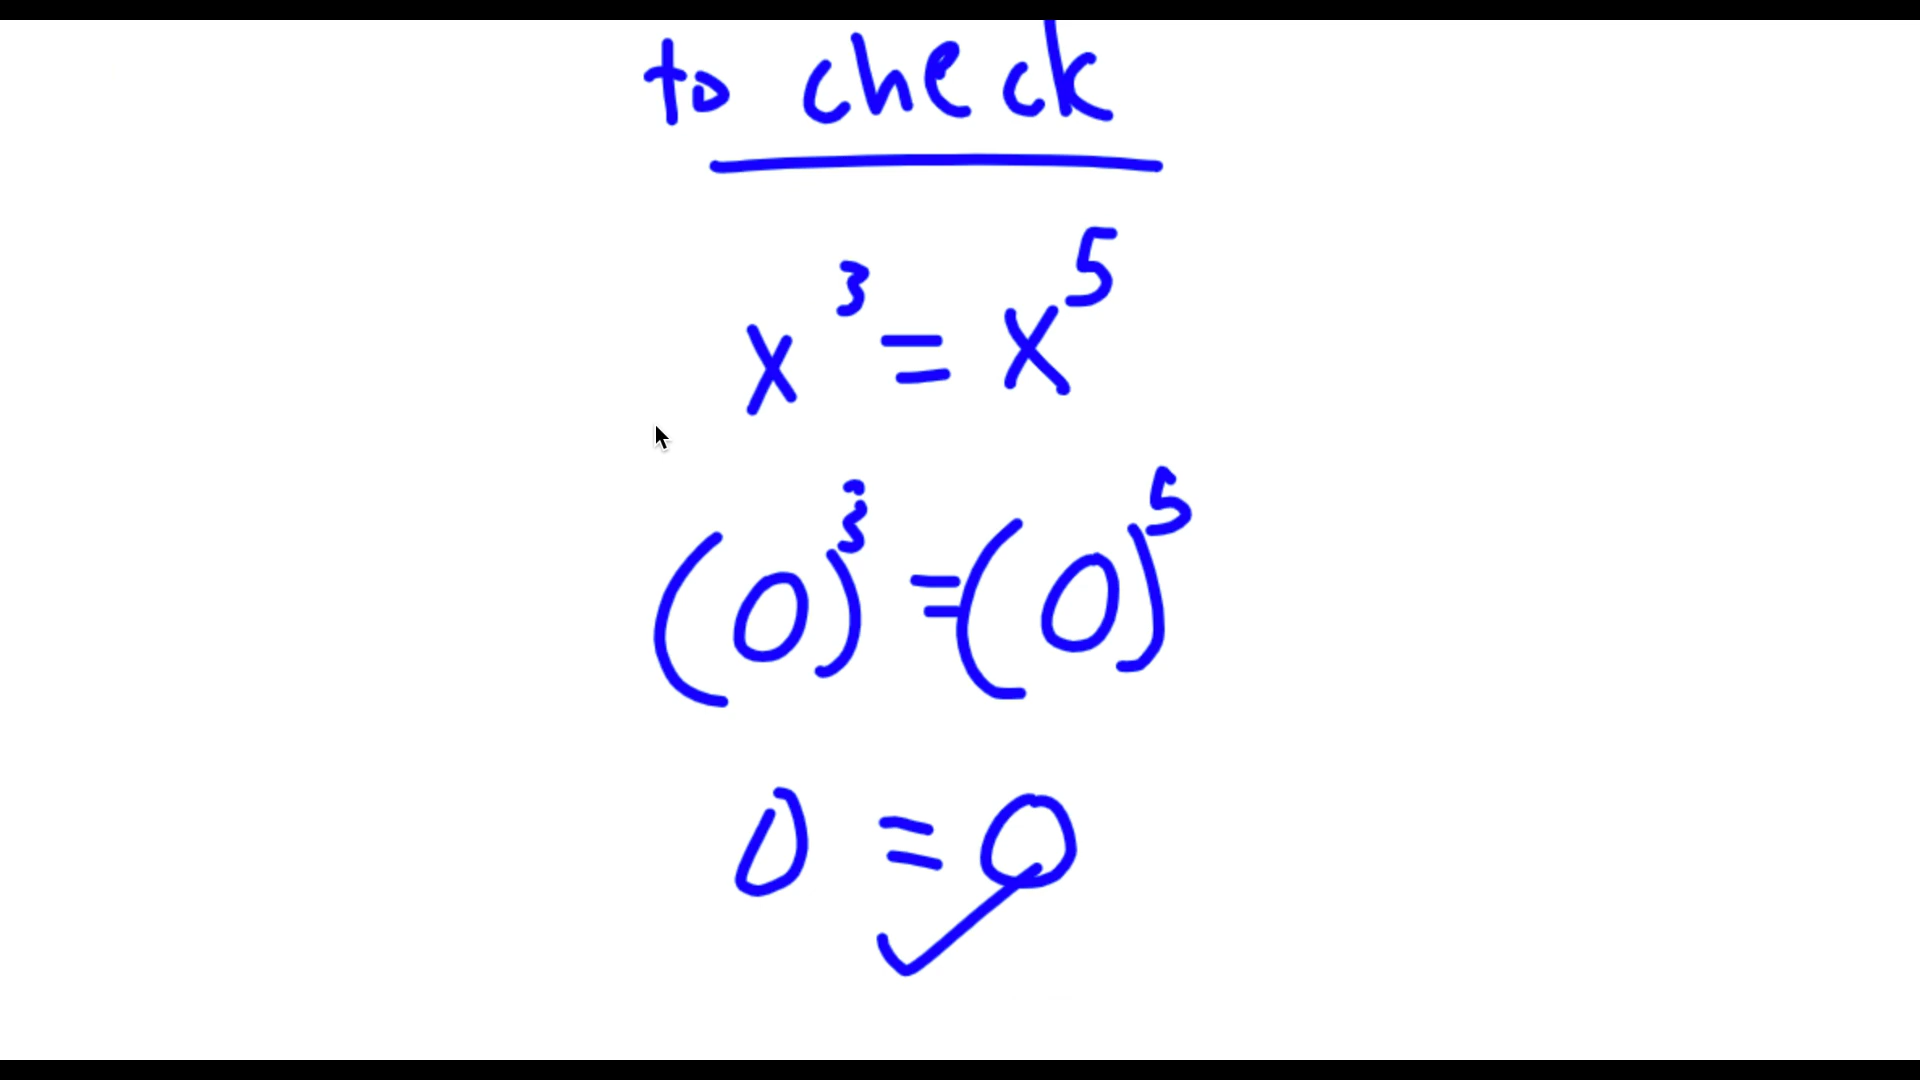 to check
x³ = x⁵
(0)³ = (0)⁵
0 = 0